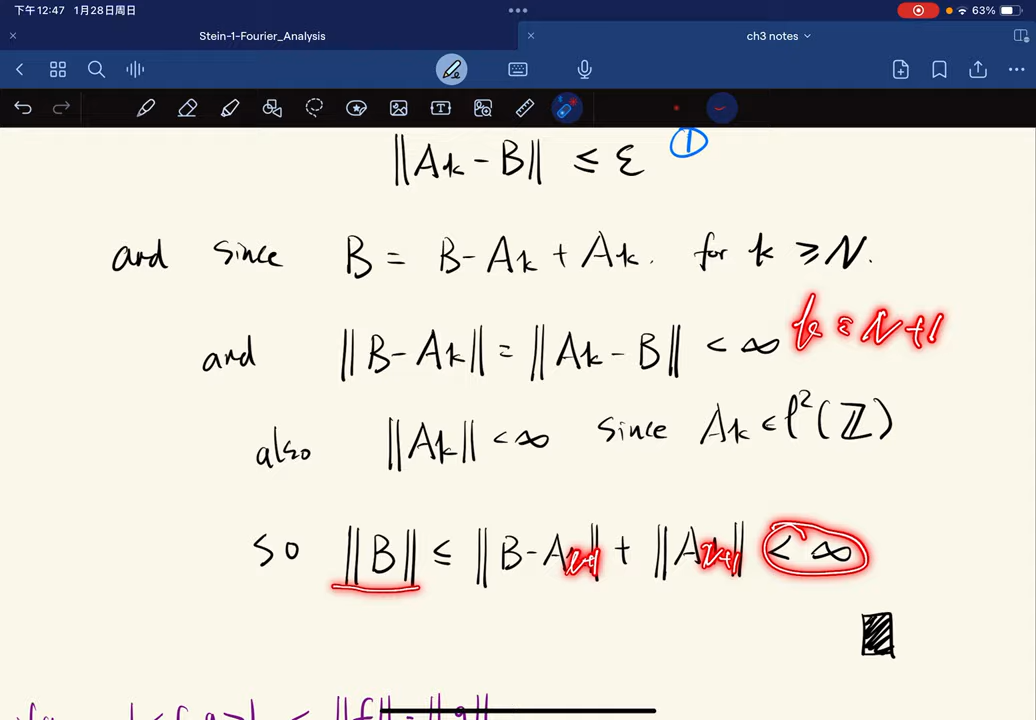 下午12:47 1月28日周日 63%
Stein-1-Fourier_Analysis ch3 notes
‖Ak - B‖ ≤ ε ①
and since B = B - Ak + Ak. for k ≥ N.
and ‖B - Ak‖ = ‖Ak - B‖ < ∞ k = N+1
also ‖Ak‖ < ∞ since Ak ∈ ℓ²(ℤ)
so ‖B‖ ≤ ‖B - AN+1‖ + ‖AN+1‖ < ∞